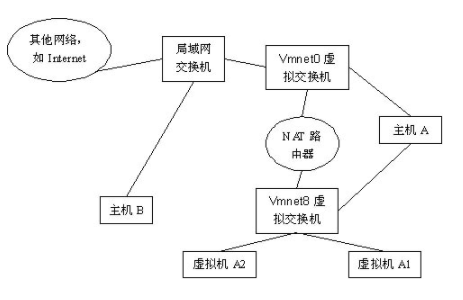 其他网络，
如 Internet
局域网
交换机
Vmnet0 虚
拟交换机
NAT 路
由器
主机 A
主机 B
Vmnet8 虚
拟交换机
虚拟机 A2
虚拟机 A1